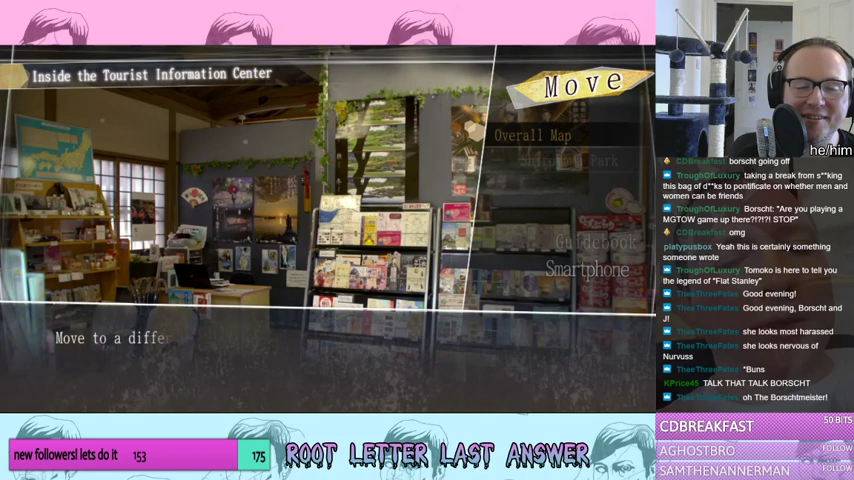 Inside the Tourist Information Center
Move
Overall Map
Guidebook
Smartphone
Move to a diffe
he/him
CDBreakfast borscht going off
TroughOfLuxury taking a break from s**king
this bag of d**ks to pontificate on whether men and
women can be friends
TroughOfLuxury Borscht: "Are you playing a
MGTOW game up there?!?!?! STOP"
CDBreakfast omg
platypusbox Yeah this is certainly something
someone wrote
TroughOfLuxury Tomoko is here to tell you
the legend of "Flat Stanley"
TheeThreeFates Good evening!
TheeThreeFates Good evening, Borscht and
J!
TheeThreeFates she looks most harassed
TheeThreeFates she looks nervous of
Nurvuss
TheeThreeFates *Buns
KPrice45 TALK THAT TALK BORSCHT
TheeThreeFates oh The Borschtmeister!
CDBREAKFAST 50 BITS
AGHOSTBRO FOLLOW
SAMTHENANNERMAN FOLLOW
new followers! lets do it 153 175
ROOT LETTER LAST ANSWER